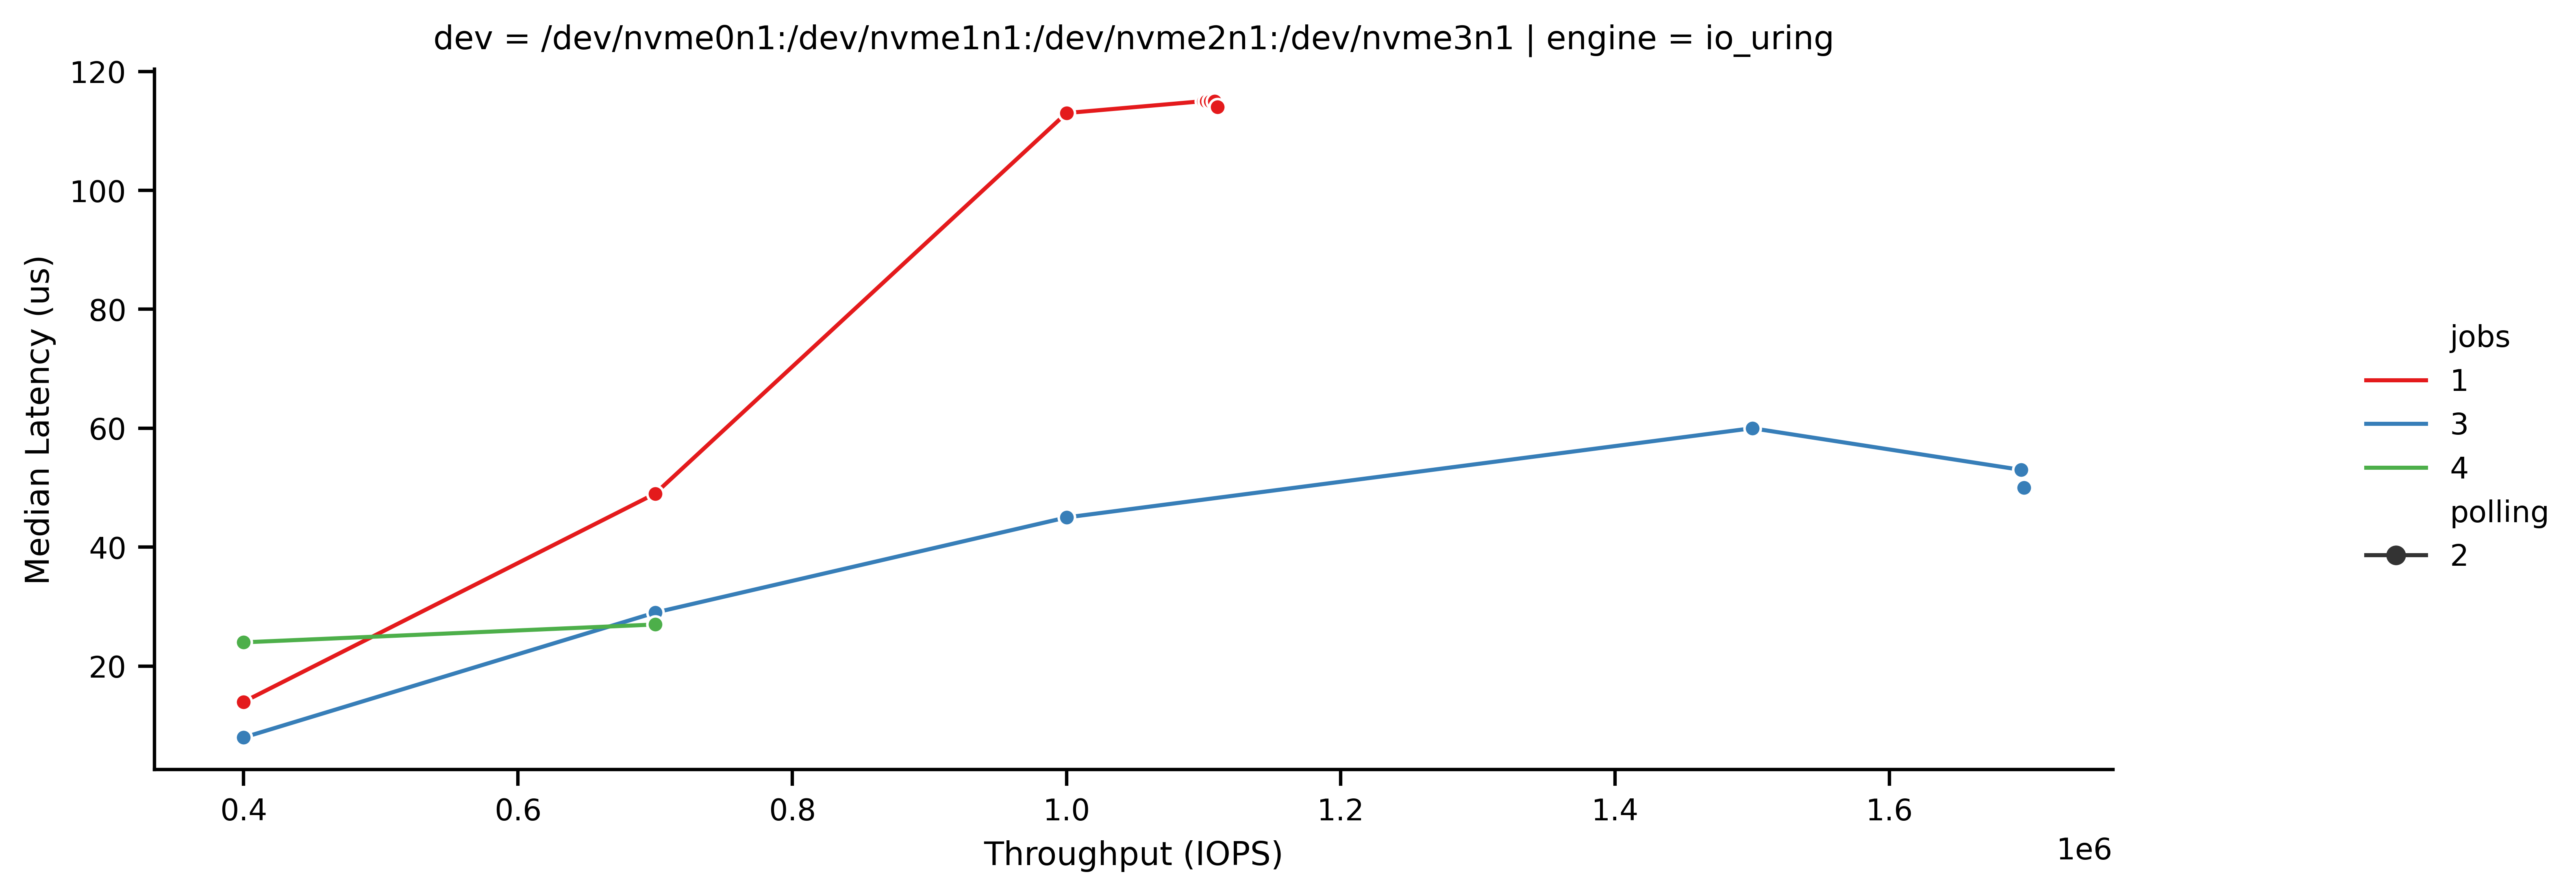 dev = /dev/nvme0n1:/dev/nvme1n1:/dev/nvme2n1:/dev/nvme3n1 | engine = io_uring
120
100
80
60
40
20
Median Latency (us)
0.4 0.6 0.8 1.0 1.2 1.4 1.6
1e6
Throughput (IOPS)
jobs
1
3
4
polling
2